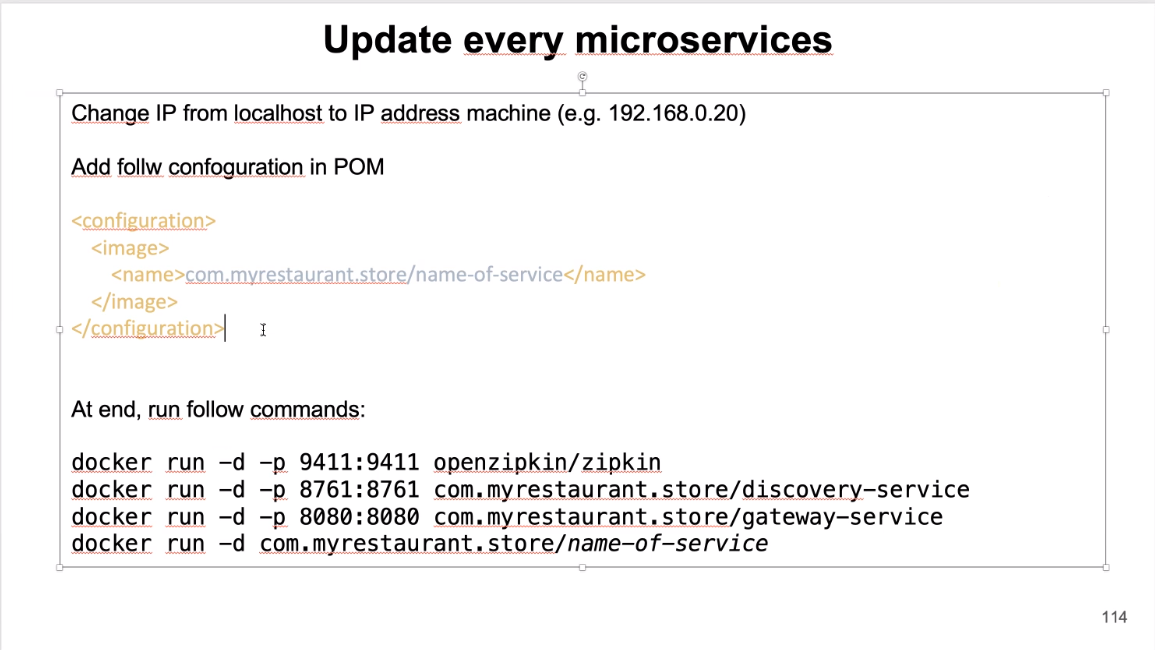 Update every microservices
Change IP from localhost to IP address machine (e.g. 192.168.0.20)
Add follw confoguration in POM
<configuration>
<image>
<name>com.myrestaurant.store/name-of-service</name>
</image>
</configuration>
At end, run follow commands:
docker run -d -p 9411:9411 openzipkin/zipkin
docker run -d -p 8761:8761 com.myrestaurant.store/discovery-service
docker run -d -p 8080:8080 com.myrestaurant.store/gateway-service
docker run -d com.myrestaurant.store/name-of-service
114